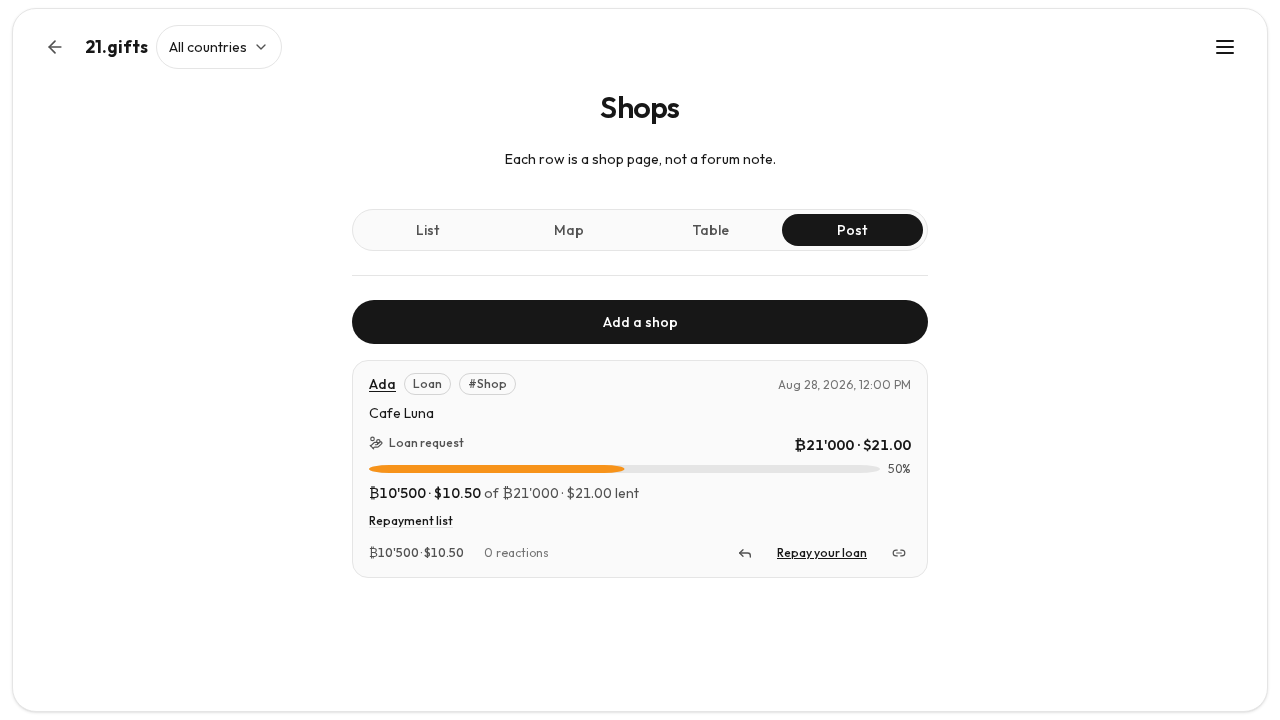 21.gifts All countries
Shops
Each row is a shop page, not a forum note.
List Map Table Post
Add a shop
Ada Loan #Shop Aug 28, 2026, 12:00 PM
Cafe Luna
Loan request ₿21'000 · $21.00
50%
₿10'500 · $10.50 of ₿21'000 · $21.00 lent
Repayment list
₿10'500 · $10.50 0 reactions Repay your loan